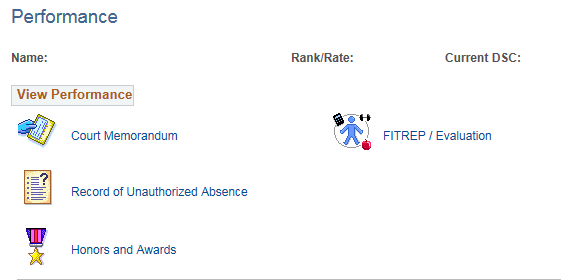 Performance
Name: Rank/Rate: Current DSC:
View Performance
Court Memorandum FITREP / Evaluation
Record of Unauthorized Absence
Honors and Awards